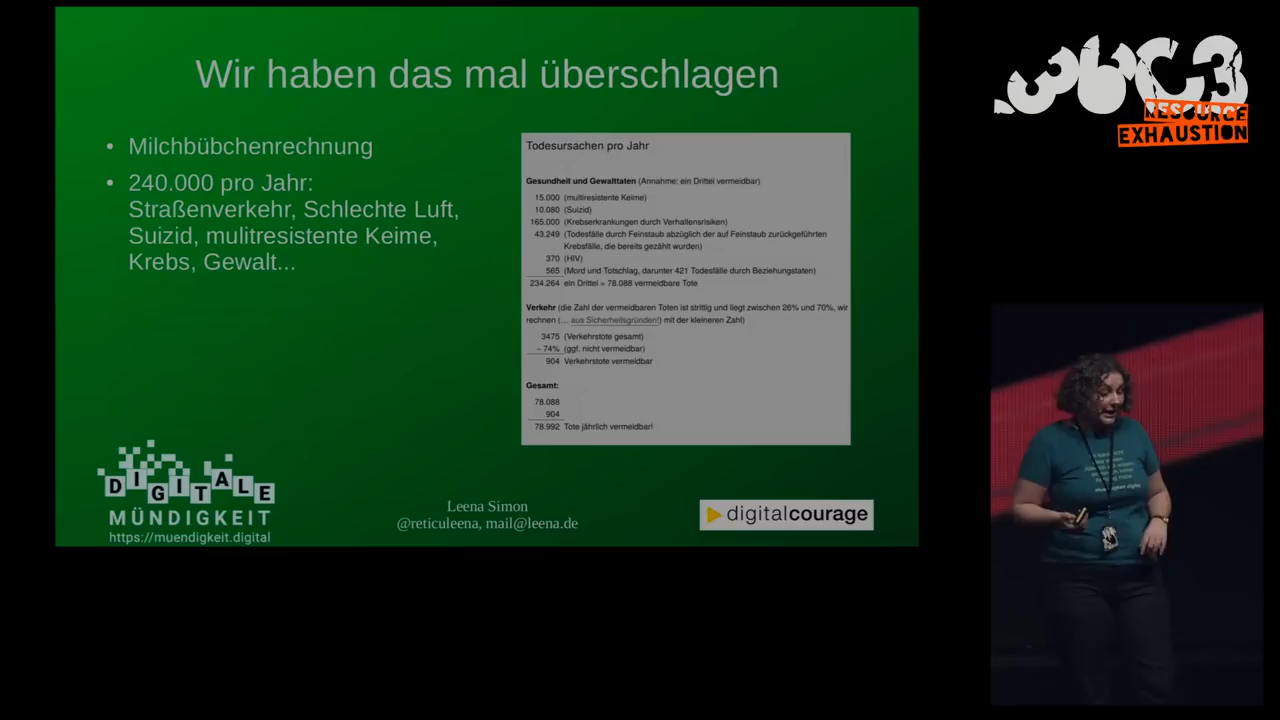 Wir haben das mal überschlagen
• Milchbübchenrechnung
• 240.000 pro Jahr:
Straßenverkehr, Schlechte Luft,
Suizid, mulitresistente Keime,
Krebs, Gewalt...
Todesursachen pro Jahr
Gesundheit und Gewalttaten (Annahme: ein Drittel vermeidbar)
15.000 (multiresistente Keime)
10.080 (Suizid)
165.000 (Krebserkrankungen durch Verhaltensrisiken)
43.249 (Todesfälle durch Feinstaub abzüglich der auf Feinstaub zurückgeführten
Krebsfälle, die bereits gezählt wurden)
370 (HIV)
565 (Mord und Totschlag, darunter 421 Todesfälle durch Beziehungstaten)
234.264 ein Drittel = 78.088 vermeidbare Tote
Verkehr (die Zahl der vermeidbaren Toten ist strittig und liegt zwischen 26% und 70%, wir
rechnen (... aus Sicherheitsgründen!) mit der kleineren Zahl)
3475 (Verkehrstote gesamt)
– 74% (ggf. nicht vermeidbar)
904 Verkehrstote vermeidbar
Gesamt:
78.088
904
78.992 Tote jährlich vermeidbar!
DIGITALE
MÜNDIGKEIT
https://muendigkeit.digital
Leena Simon
@reticuleena, mail@leena.de
digitalcourage
36C3
RESOURCE
EXHAUSTION